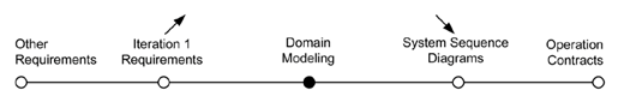 Other
Requirements
Iteration 1
Requirements
Domain
Modeling
System Sequence
Diagrams
Operation
Contracts